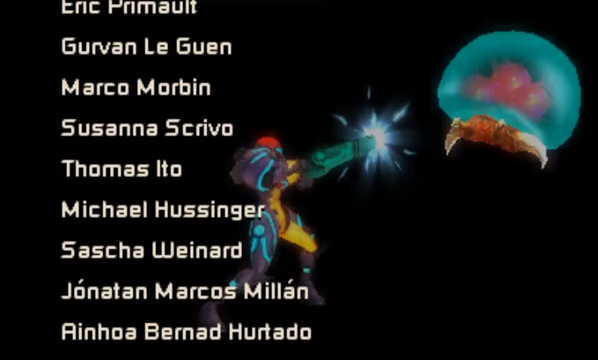 Eric Primault
Gurvan Le Guen
Marco Morbin
Susanna Scrivo
Thomas Ito
Michael Hussinger
Sascha Weinard
Jónatan Marcos Millán
Ainhoa Bernad Hurtado